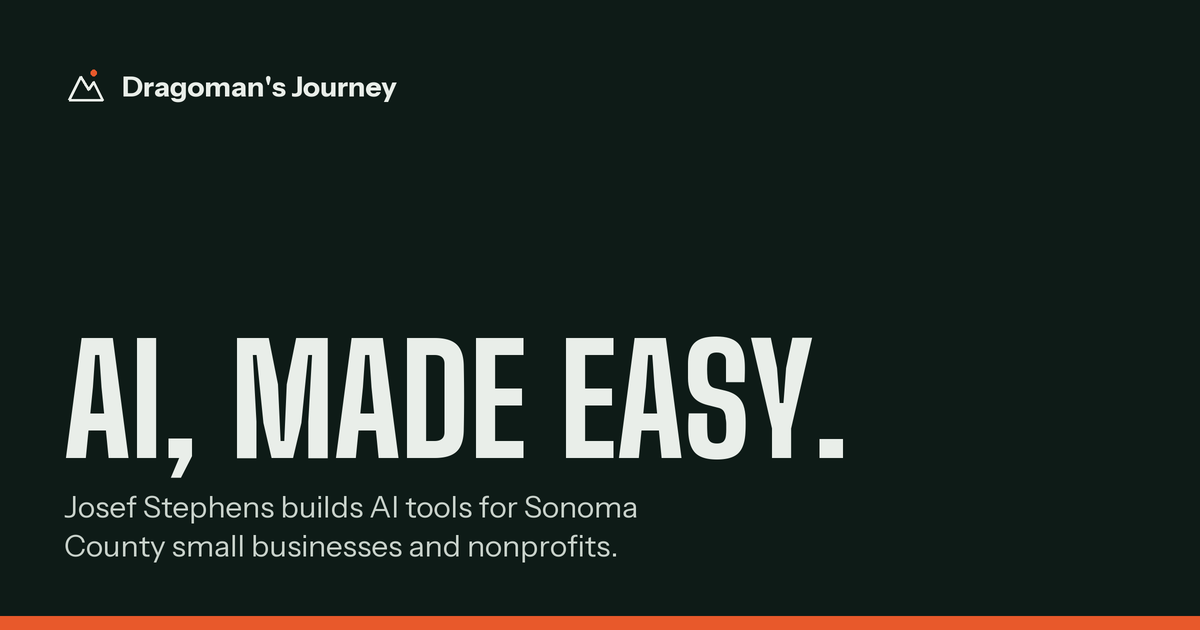 Dragoman's Journey
AI, MADE EASY.
Josef Stephens builds AI tools for Sonoma
County small businesses and nonprofits.